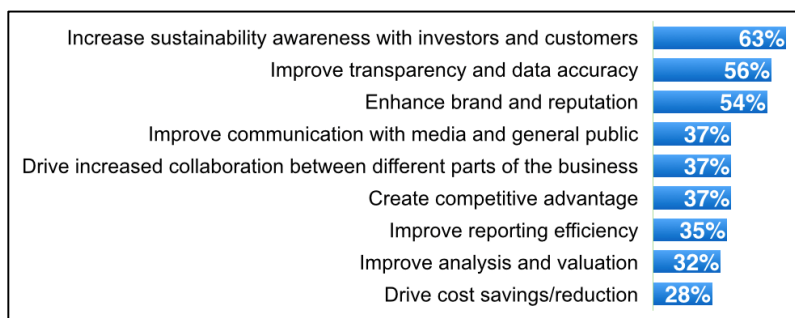 Increase sustainability awareness with investors and customers 63%
Improve transparency and data accuracy 56%
Enhance brand and reputation 54%
Improve communication with media and general public 37%
Drive increased collaboration between different parts of the business 37%
Create competitive advantage 37%
Improve reporting efficiency 35%
Improve analysis and valuation 32%
Drive cost savings/reduction 28%